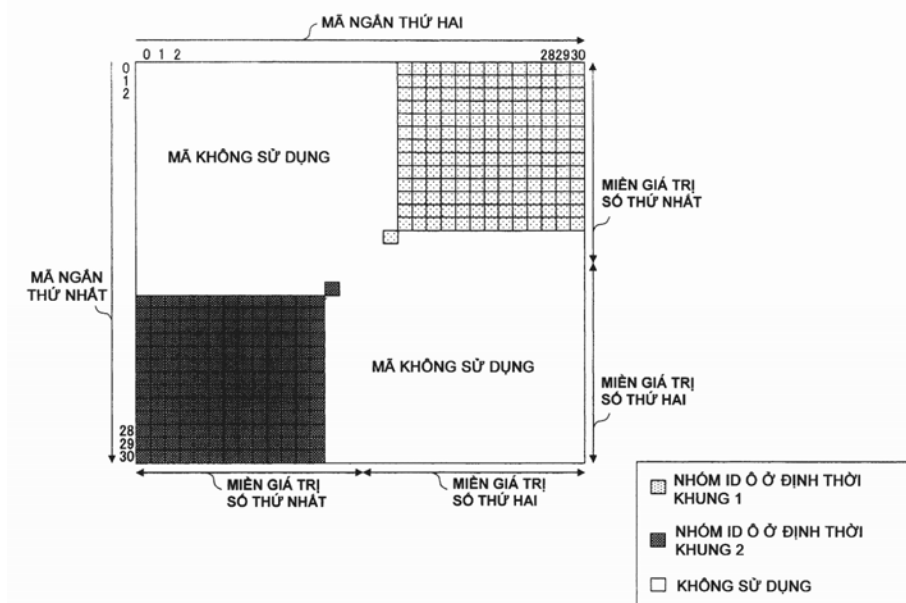 MÃ NGẮN THỨ HAI
0 1 2
28 29 30
0
1
2
MÃ KHÔNG SỬ DỤNG
MIỀN GIÁ TRỊ
SỐ THỨ NHẤT
MÃ NGẮN
THỨ NHẤT
MÃ KHÔNG SỬ DỤNG
MIỀN GIÁ TRỊ
SỐ THỨ HAI
28
29
30
MIỀN GIÁ TRỊ
SỐ THỨ NHẤT
MIỀN GIÁ TRỊ
SỐ THỨ HAI
NHÓM ID Ô Ở ĐỊNH THỜI
KHUNG 1
NHÓM ID Ô Ở ĐỊNH THỜI
KHUNG 2
KHÔNG SỬ DỤNG